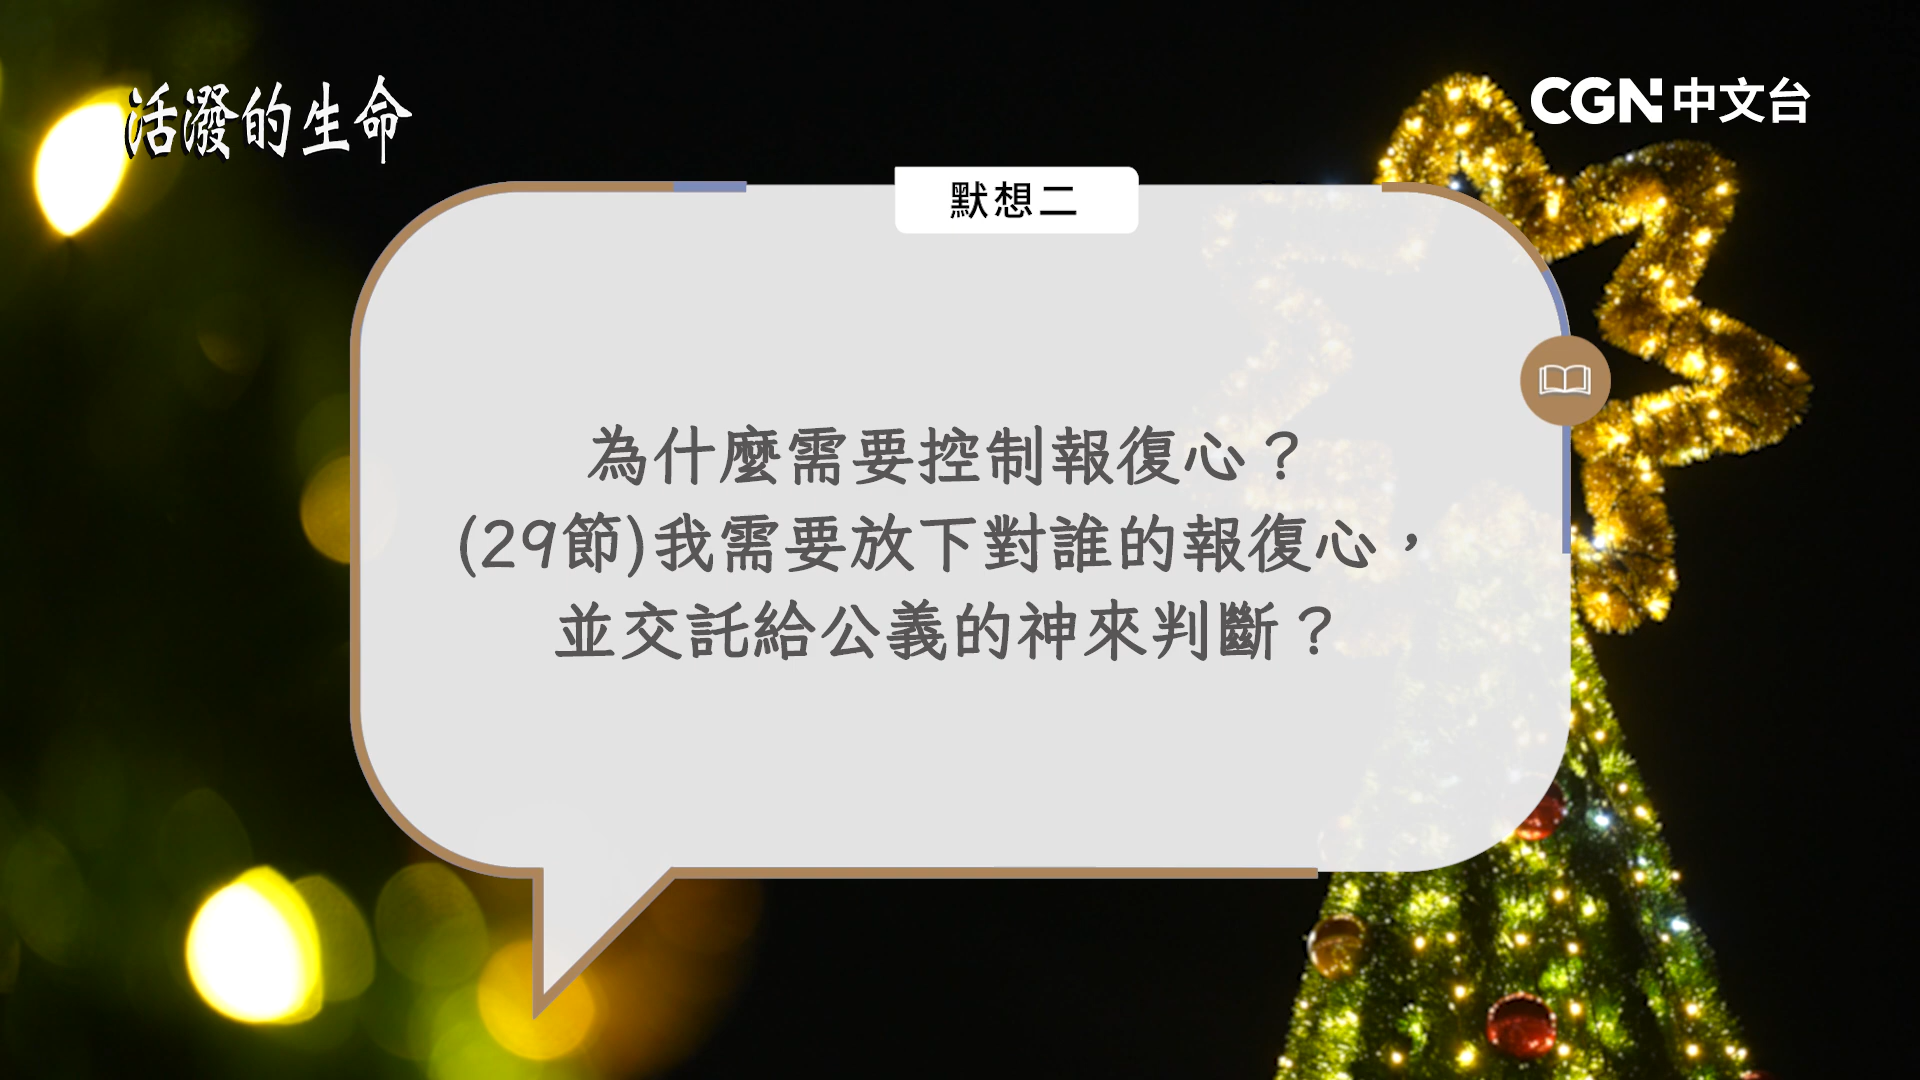 活潑的生命
CGN中文台
默想二
為什麼需要控制報復心？
(29節)我需要放下對誰的報復心，
並交託給公義的神來判斷？